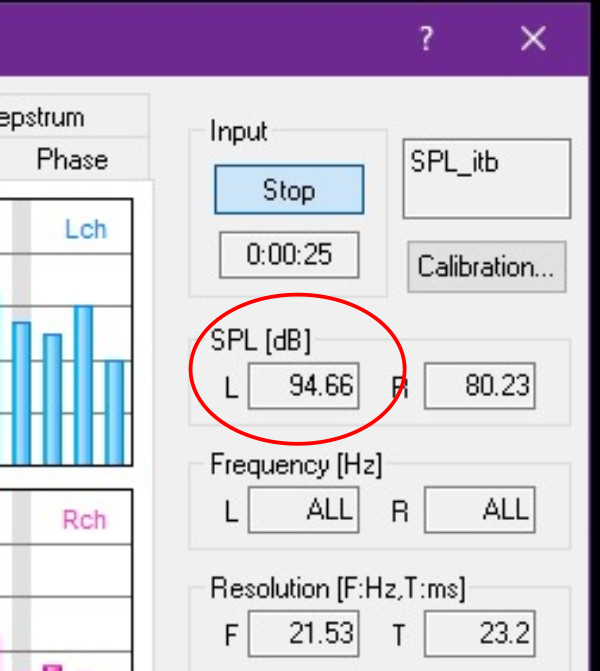 ?
Phase
Lch
Rch
Input
Stop
0:00:25
SPL_itb
Calibration...
SPL [dB]
L 94.66 R 80.23
Frequency [Hz]
L ALL R ALL
Resolution [F:Hz,T:ms]
F 21.53 T 23.2